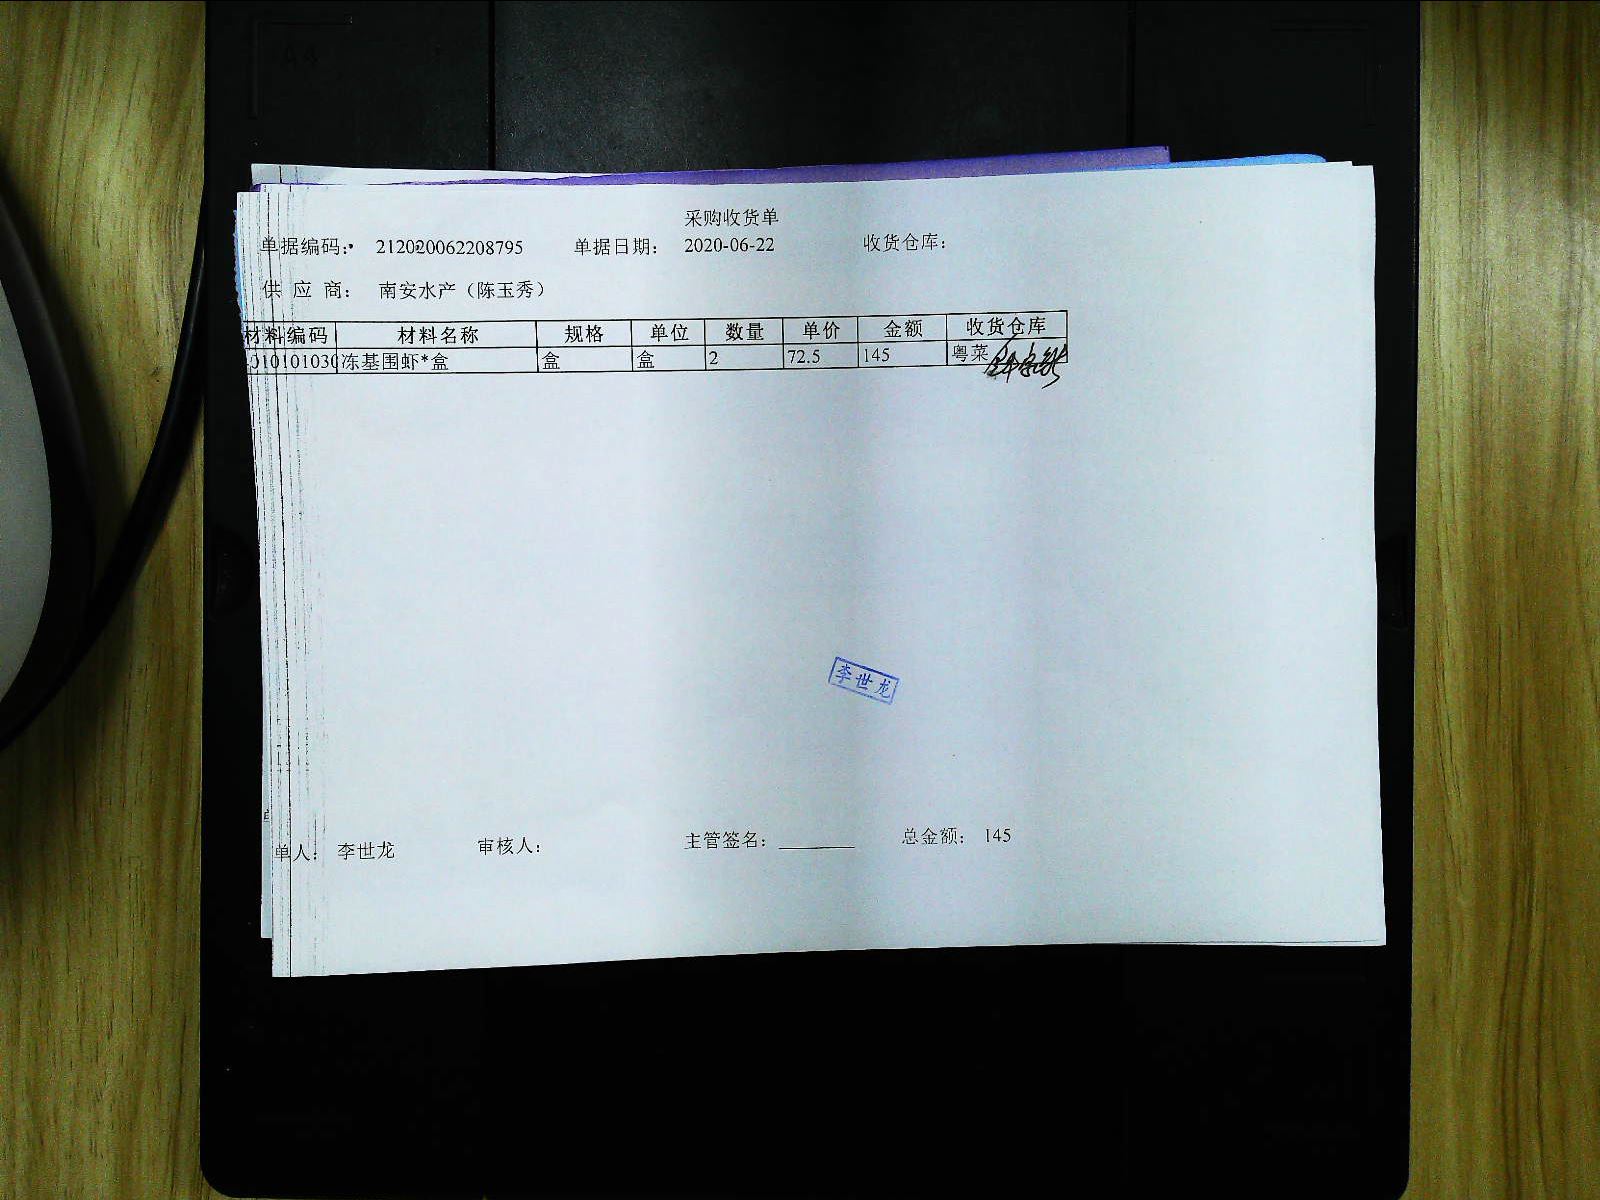 采购收货单
单据编码: 212020062208795 单据日期: 2020-06-22 收货仓库:
供 应 商: 南安水产（陈玉秀）
材料编码 材料名称 规格 单位 数量 单价 金额 收货仓库
010101030 冻基围虾*盒 盒 盒 2 72.5 145 粤菜
李世龙
单人: 李世龙 审核人: 主管签名: ________ 总金额: 145